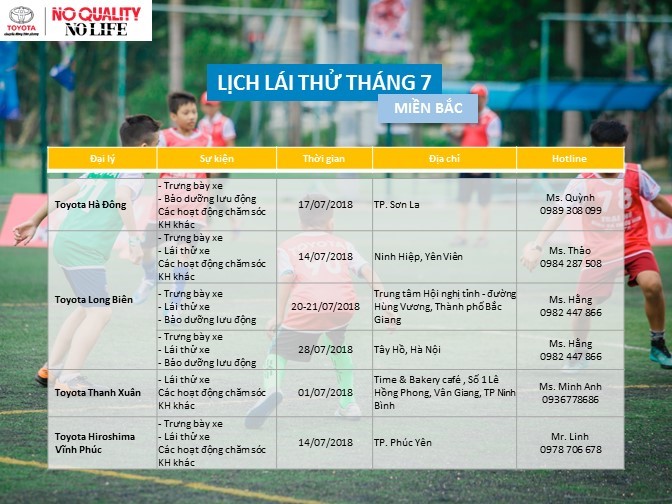 TOYOTA
chuyển động tiên phong
NO QUALITY
NO LIFE
LỊCH LÁI THỬ THÁNG 7
MIỀN BẮC
Đại lý Sự kiện Thời gian Địa chỉ Hotline
Toyota Hà Đông
- Trưng bày xe
- Bảo dưỡng lưu động
Các hoạt động chăm sóc
KH khác
17/07/2018
TP. Sơn La
Ms. Quỳnh
0989 308 099
Toyota Long Biên
- Trưng bày xe
- Lái thử xe
Các hoạt động chăm sóc
KH khác
14/07/2018
Ninh Hiệp, Yên Viên
Ms. Thảo
0984 287 508
- Trưng bày xe
- Lái thử xe
- Bảo dưỡng lưu động
20-21/07/2018
Trung tâm Hội nghị tỉnh - đường
Hùng Vương, Thành phố Bắc
Giang
Ms. Hằng
0982 447 866
- Trưng bày xe
- Lái thử xe
- Bảo dưỡng lưu động
28/07/2018
Tây Hồ, Hà Nội
Ms. Hằng
0982 447 866
Toyota Thanh Xuân
- Lái thử xe
Các hoạt động chăm sóc
KH khác
01/07/2018
Time & Bakery café , Số 1 Lê
Hồng Phong, Vân Giang, TP Ninh
Bình
Ms. Minh Anh
0936778686
Toyota Hiroshima
Vĩnh Phúc
- Trưng bày xe
- Lái thử xe
Các hoạt động chăm sóc
KH khác
14/07/2018
TP. Phúc Yên
Mr. Linh
0978 706 678